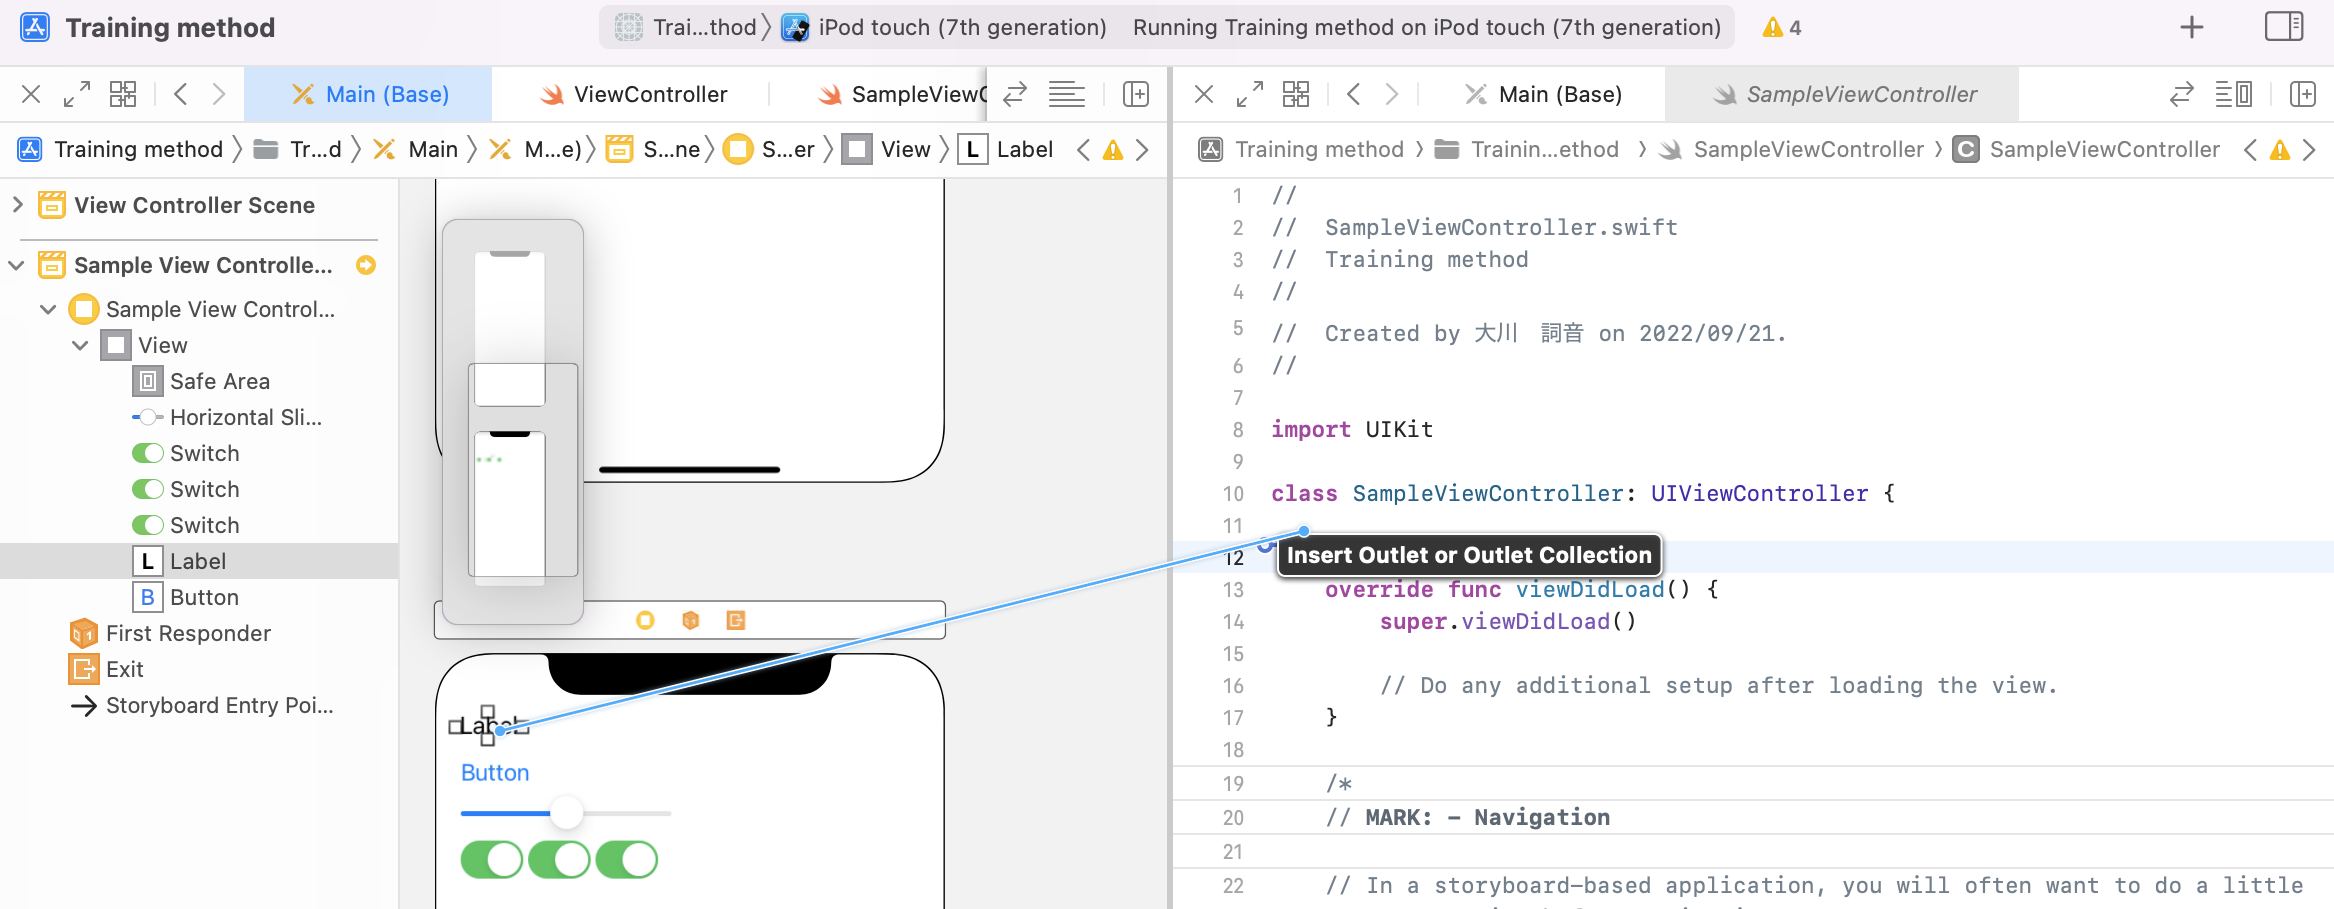 Training method
Trai...thod
iPod touch (7th generation)
Running Training method on iPod touch (7th generation)
4
Main (Base)
ViewController
SampleViewC
Main (Base)
SampleViewController
Training method
Tr...d
Main
M...e)
S...ne
S...er
View
L
Label
Training method
Trainin...ethod
SampleViewController
C
SampleViewController
View Controller Scene
Sample View Controlle...
Sample View Control...
View
Safe Area
Horizontal Sli...
Switch
Switch
Switch
L Label
B Button
First Responder
Exit
Storyboard Entry Poi...
Label
Button
1 //
2 //  SampleViewController.swift
3 //  Training method
4 //
5 //  Created by 大川　詞音 on 2022/09/21.
6 //
7
8 import UIKit
9
10 class SampleViewController: UIViewController {
11
12
Insert Outlet or Outlet Collection
13     override func viewDidLoad() {
14         super.viewDidLoad()
15
16         // Do any additional setup after loading the view.
17     }
18
19     /*
20     // MARK: - Navigation
21
22     // In a storyboard-based application, you will often want to do a little